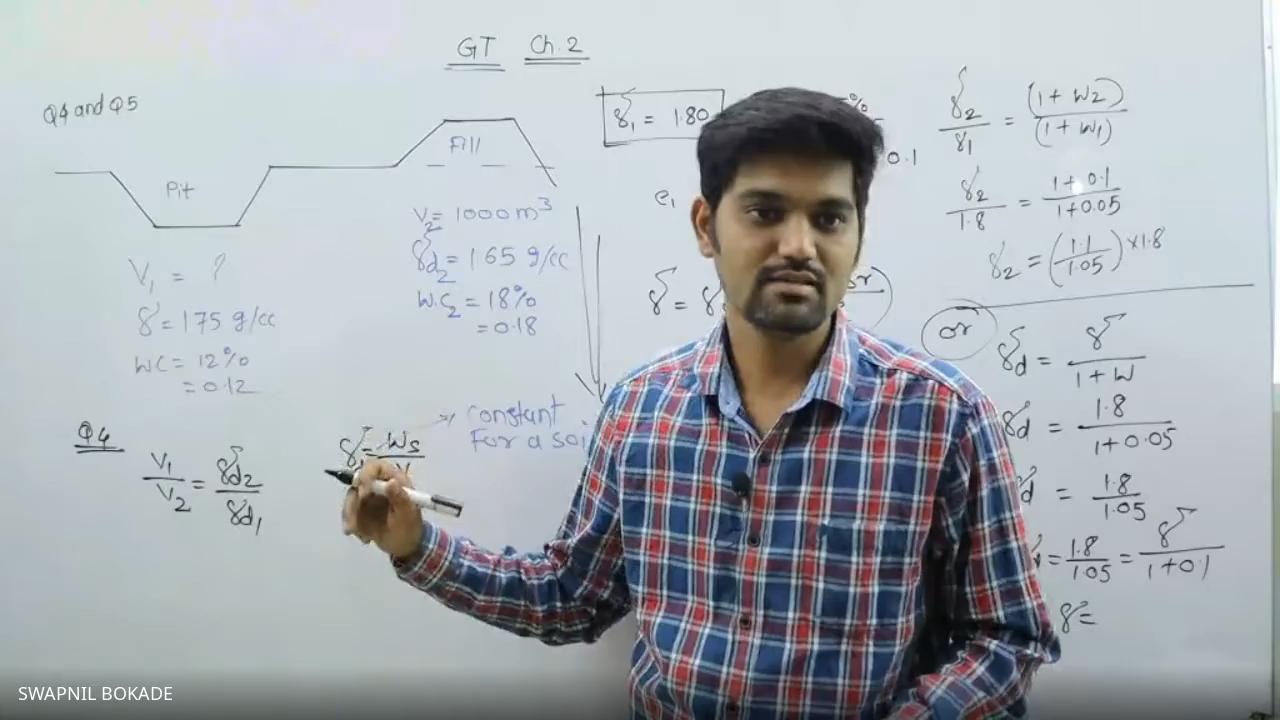 GT Ch.2
Q4 and Q5
Pit
Fill
V1 = ?
γ = 1.75 g/cc
WC = 12%
= 0.12
V2 = 1000 m³
γd2 = 1.65 g/cc
W.C2 = 18%
= 0.18
Q4
V1/V2 = γd2/γd1
Ws
constant
For a
γ1 = 1.80
%
0.1
e1
γ =
γ2/γ1 = (1 + W2)/(1 + W1)
γ2/1.8 = 1 + 0.1/1 + 0.05
γ2 = (1.1/1.05) × 1.8
or
γd = γ/1 + W
γd = 1.8/1 + 0.05
d = 1.8/1.05
= 1.8/1.05 = γ/1 + 0.1
γ =
SWAPNIL BOKADE